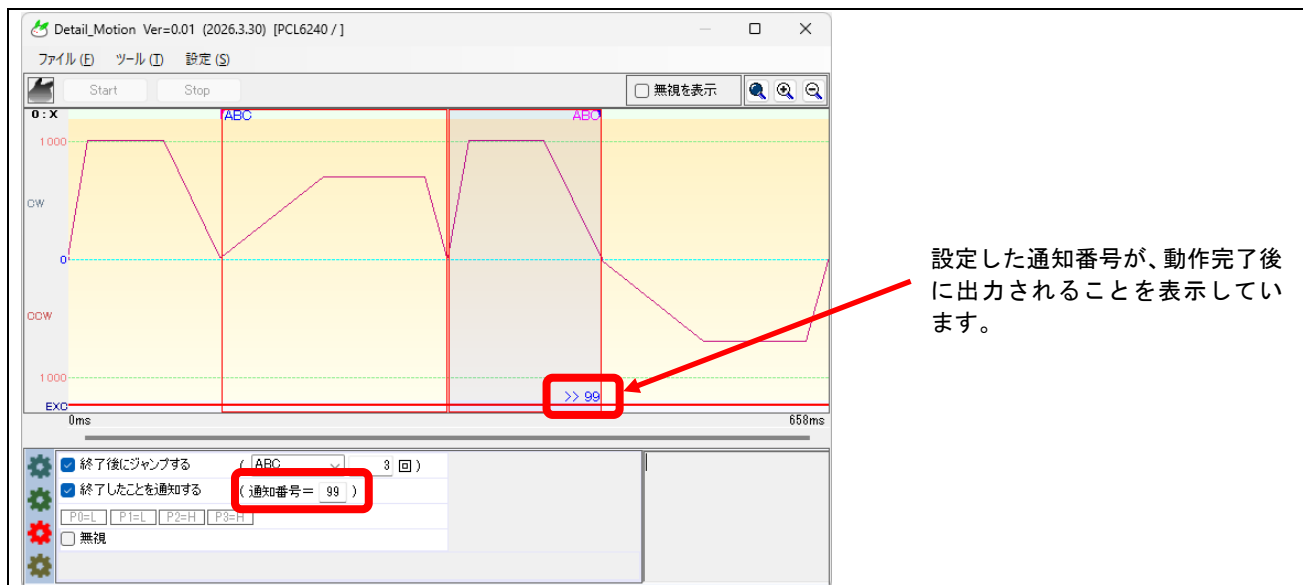 Detail_Motion Ver=0.01 (2026.3.30) [PCL6240 / ]
ファイル(F) ツール(T) 設定(S)
Start Stop 無視を表示
0 : X ABC ABC
1000
CW
0
CCW
1000
>> 99
EXC
0ms 658ms
設定した通知番号が、動作完了後
に出力されることを表示してい
ます。
終了後にジャンプする ( ABC 3 回 )
終了したことを通知する (通知番号= 99 )
P0=L P1=L P2=H P3=H
無視